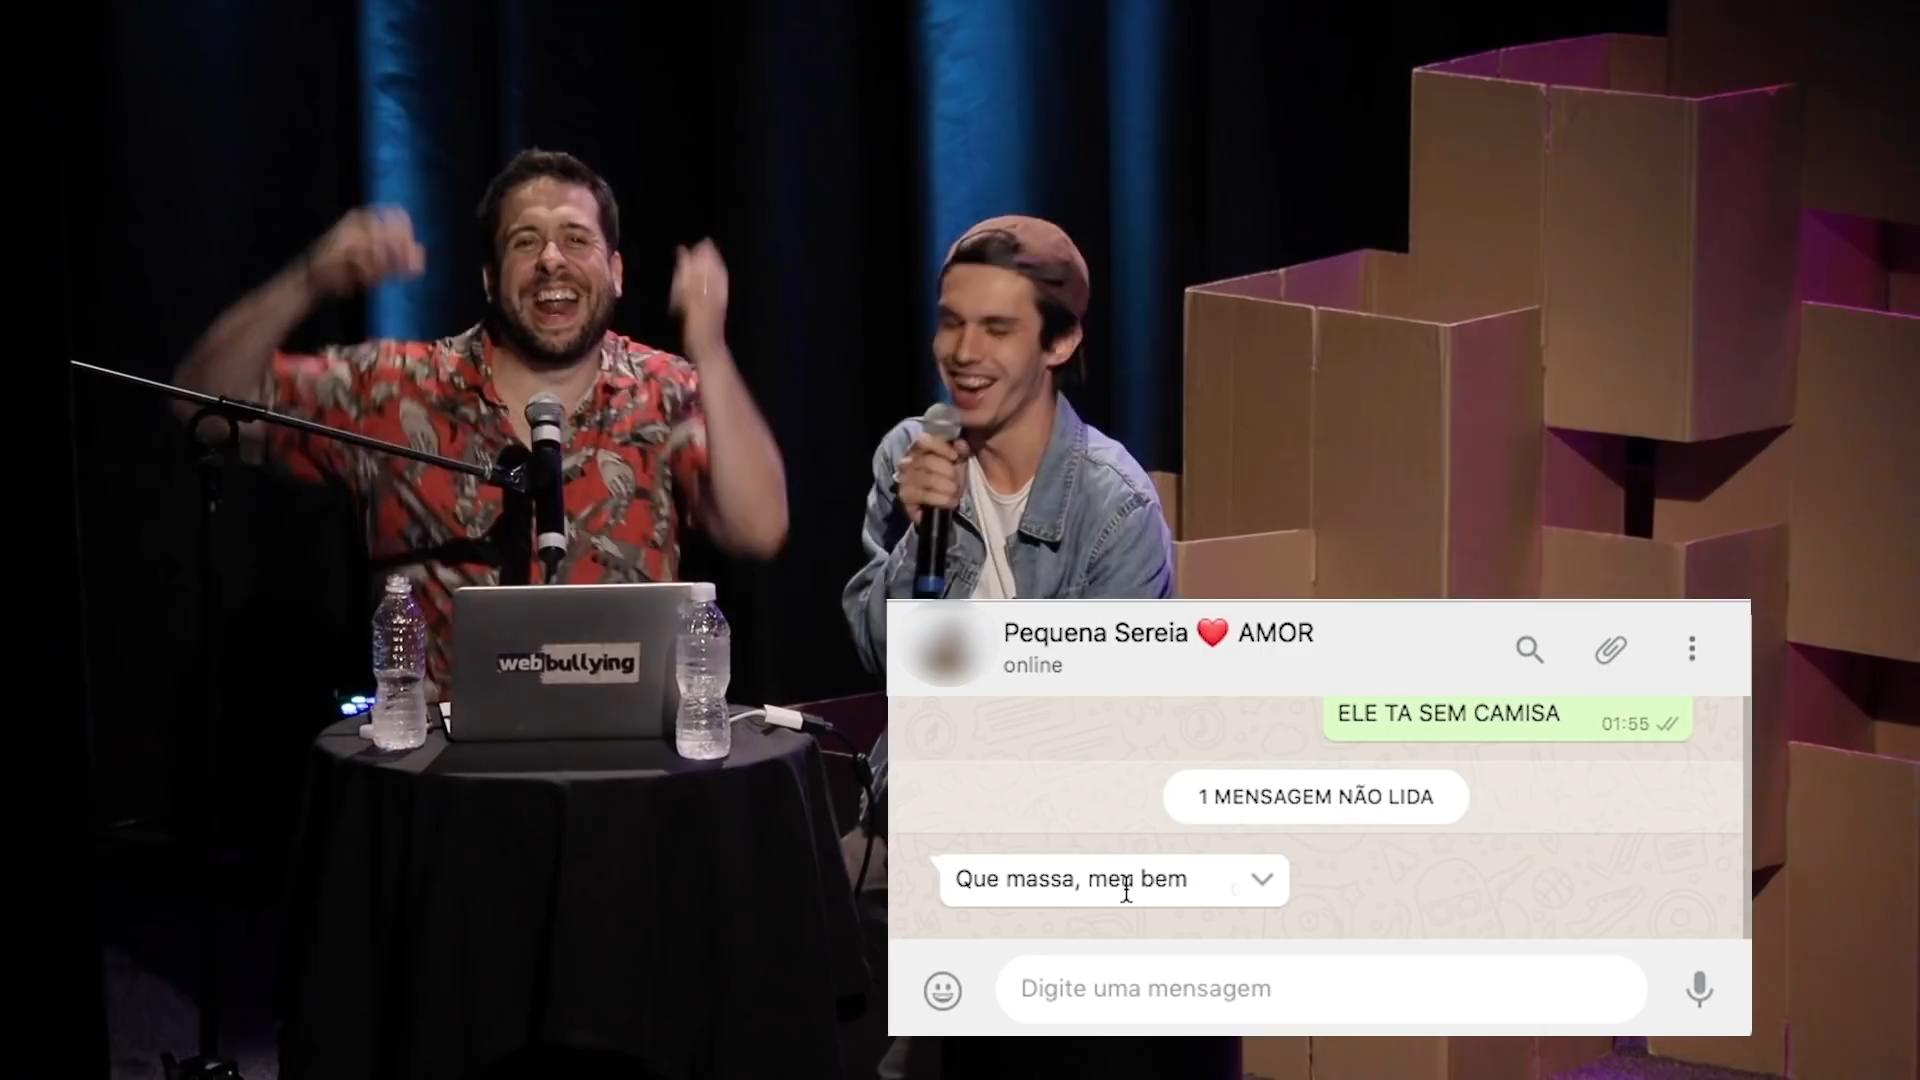 webbullying
Pequena Sereia ❤️ AMOR
online
ELE TA SEM CAMISA 01:55
1 MENSAGEM NÃO LIDA
Que massa, meu bem
Digite uma mensagem